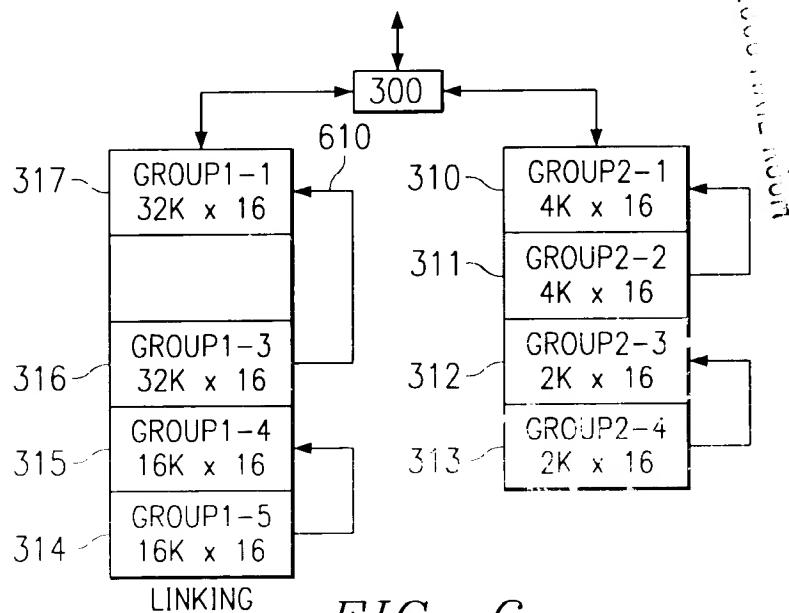 300
610
317
GROUP1-1
32K x 16
316
GROUP1-3
32K x 16
315
GROUP1-4
16K x 16
314
GROUP1-5
16K x 16
LINKING
310
GROUP2-1
4K x 16
311
GROUP2-2
4K x 16
312
GROUP2-3
2K x 16
313
GROUP2-4
2K x 16